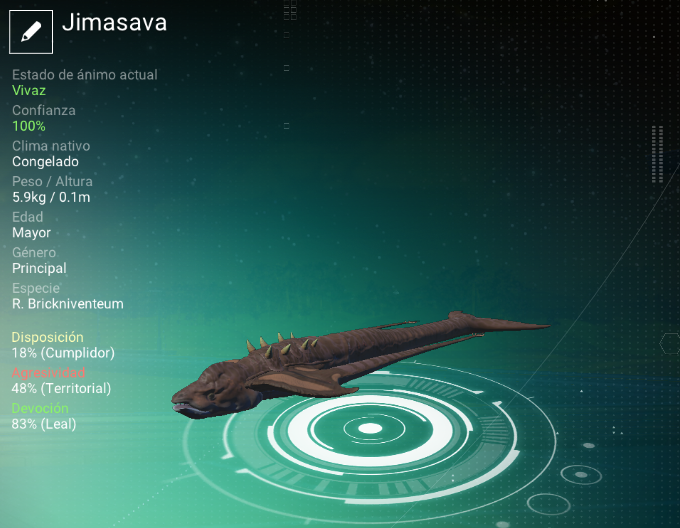 Jimasava
Estado de ánimo actual
Vivaz
Confianza
100%
Clima nativo
Congelado
Peso / Altura
5.9kg / 0.1m
Edad
Mayor
Género
Principal
Especie
R. Brickniventeum
Disposición
18% (Cumplidor)
Agresividad
48% (Territorial)
Devoción
83% (Leal)